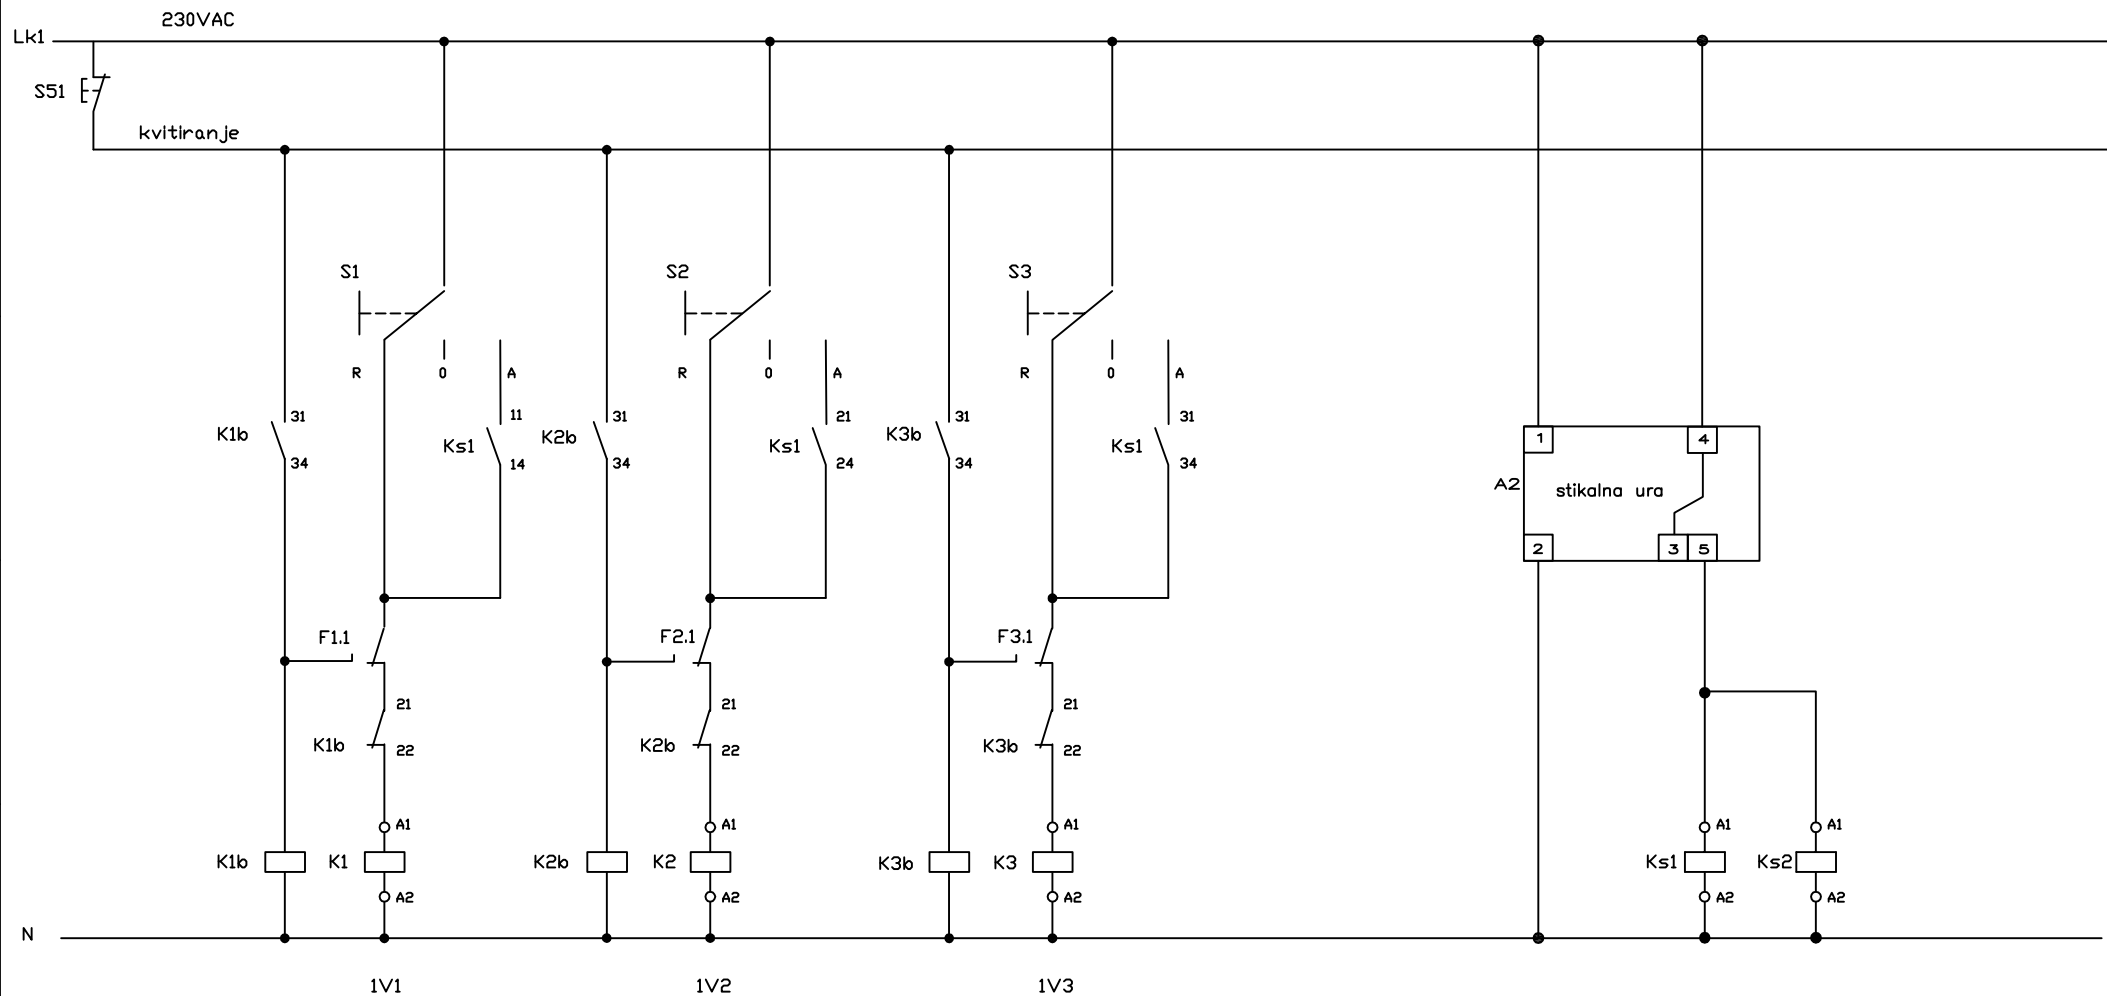 230VAC
Lk1
S51
kvitiranje
S1
S2
S3
R
0
A
R
0
A
R
0
A
K1b
31
34
Ks1
11
14
K2b
31
34
Ks1
21
24
K3b
31
34
Ks1
31
34
1
4
A2
stikalna ura
2
3
5
F1.1
F2.1
F3.1
21
21
21
K1b
22
K2b
22
K3b
22
A1
A1
A1
A1
A1
K1b
K1
K2b
K2
K3b
K3
Ks1
Ks2
A2
A2
A2
A2
A2
N
1V1
1V2
1V3